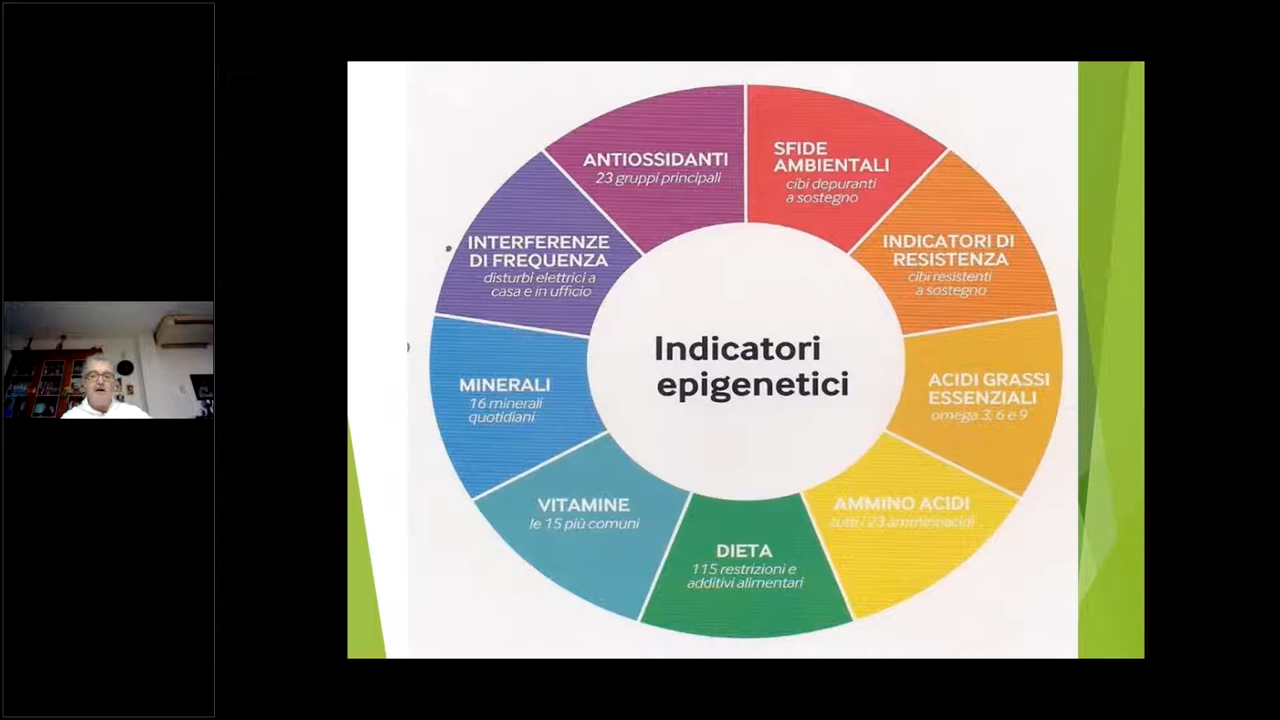 ANTIOSSIDANTI
23 gruppi principali
SFIDE
AMBIENTALI
cibi depuranti
a sostegno
INTERFERENZE
DI FREQUENZA
disturbi elettrici a
casa e in ufficio
INDICATORI DI
RESISTENZA
cibi resistenti
a sostegno
Indicatori
epigenetici
MINERALI
16 minerali
quotidiani
ACIDI GRASSI
ESSENZIALI
omega 3, 6 e 9
VITAMINE
le 15 più comuni
AMMINO ACIDI
tutti i 23 amminoacidi
DIETA
115 restrizioni e
additivi alimentari